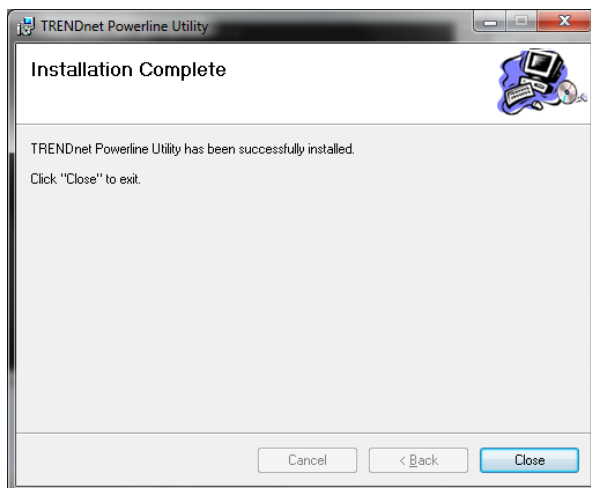 TRENDnet Powerline Utility
Installation Complete
TRENDnet Powerline Utility has been successfully installed.
Click "Close" to exit.
Cancel
< Back
Close